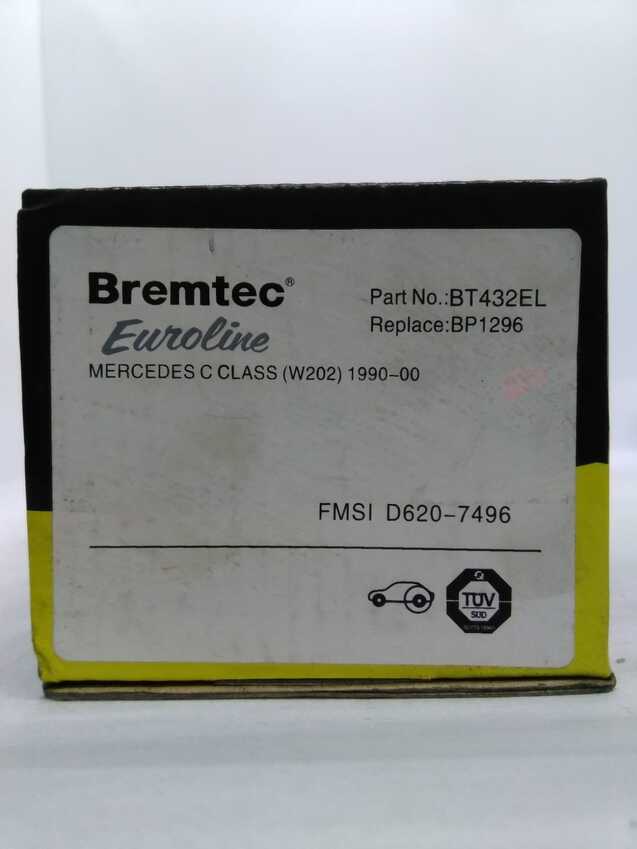 Bremtec®
Euroline
MERCEDES C CLASS (W202) 1990-00
Part No.:BT432EL
Replace:BP1296
FMSI D620-7496
TÜV
SÜD